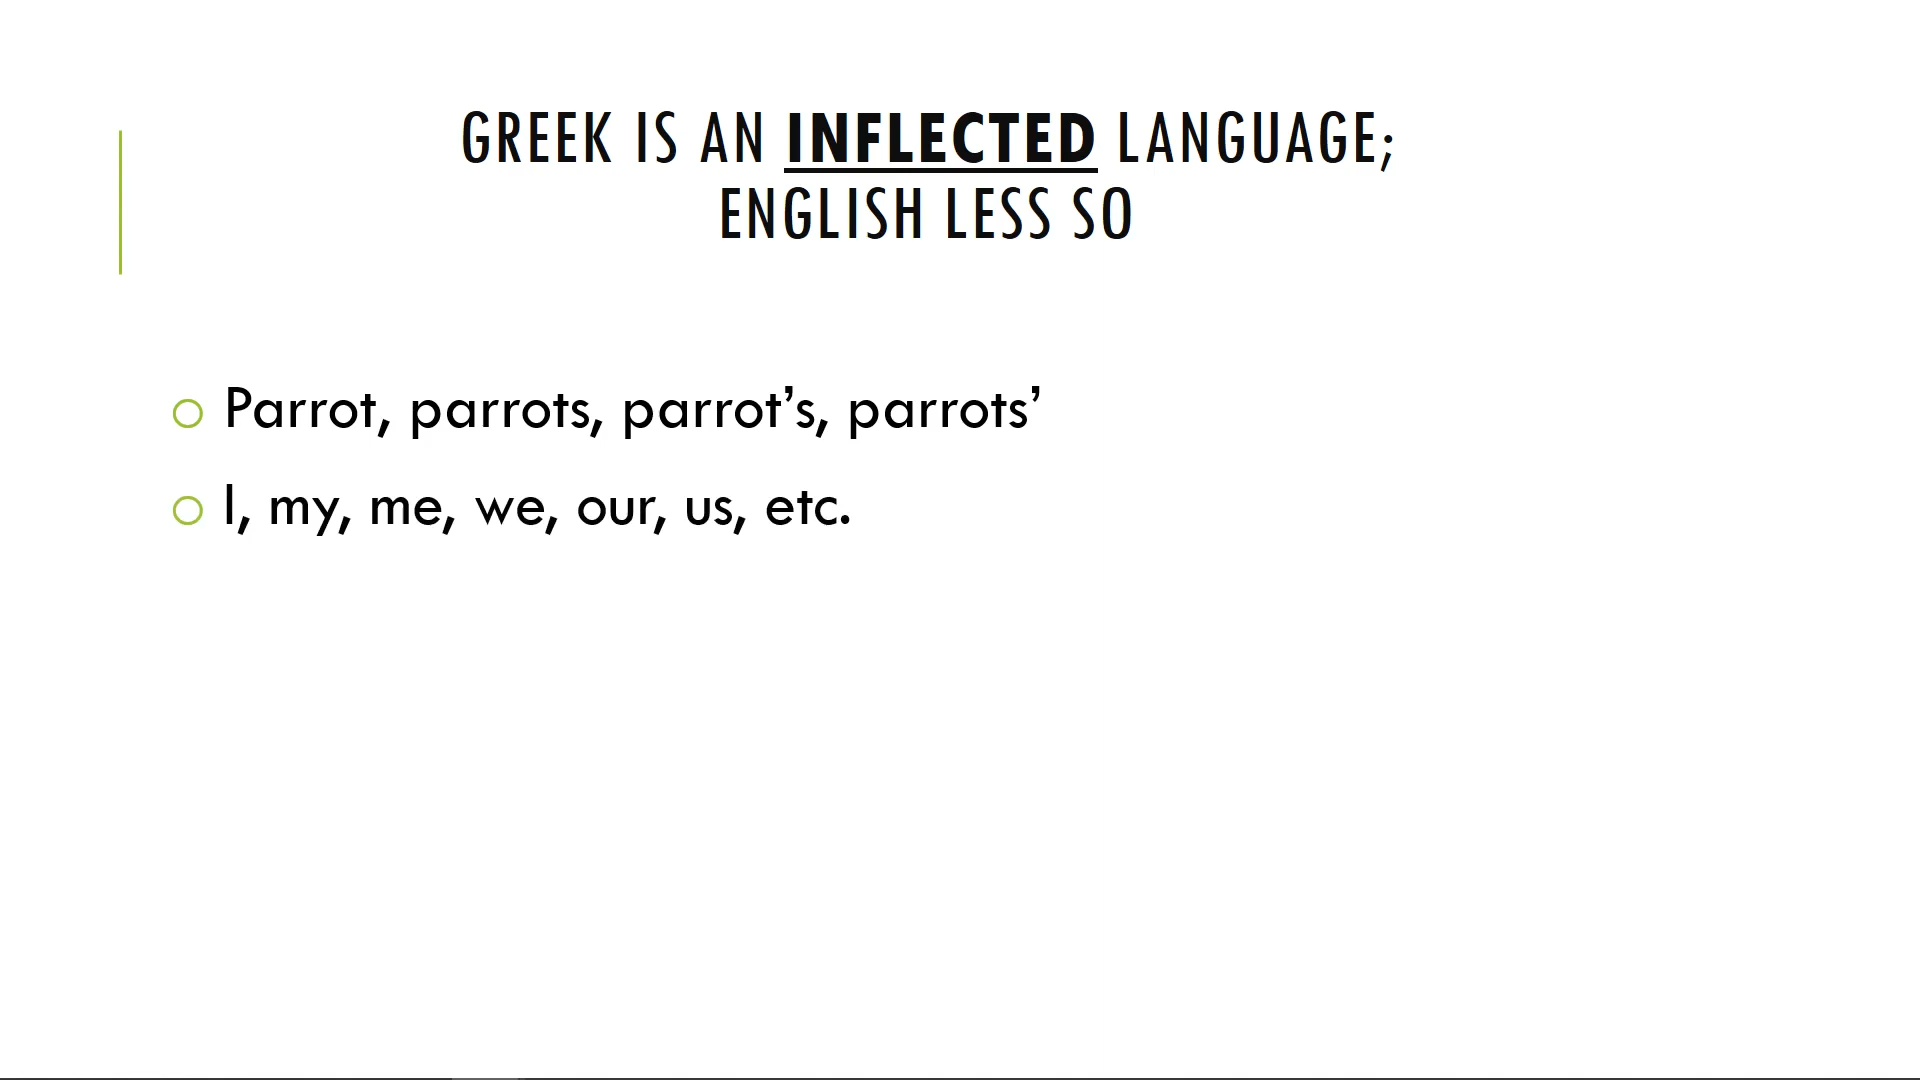 GREEK IS AN INFLECTED LANGUAGE;
ENGLISH LESS SO
Parrot, parrots, parrot’s, parrots’
I, my, me, we, our, us, etc.